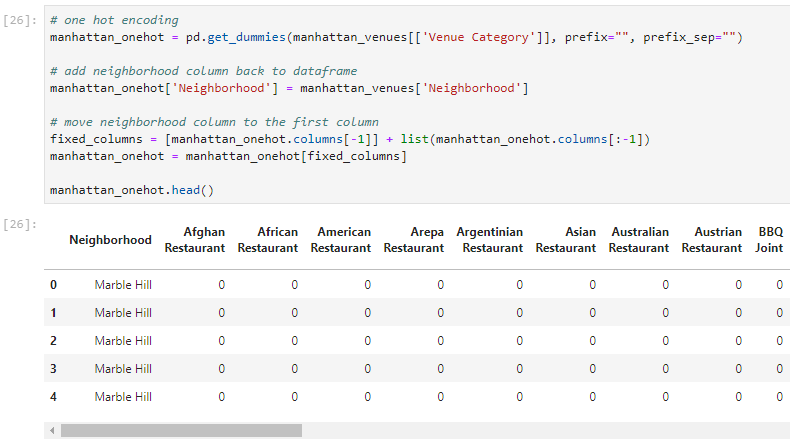 [26]:
# one hot encoding
manhattan_onehot = pd.get_dummies(manhattan_venues[['Venue Category']], prefix="", prefix_sep="")
# add neighborhood column back to dataframe
manhattan_onehot['Neighborhood'] = manhattan_venues['Neighborhood']
# move neighborhood column to the first column
fixed_columns = [manhattan_onehot.columns[-1]] + list(manhattan_onehot.columns[:-1])
manhattan_onehot = manhattan_onehot[fixed_columns]
manhattan_onehot.head()
[26]:
Neighborhood Afghan Restaurant African Restaurant American Restaurant Arepa Restaurant Argentinian Restaurant Asian Restaurant Australian Restaurant Austrian Restaurant BBQ Joint
0 Marble Hill 0 0 0 0 0 0 0 0 0
1 Marble Hill 0 0 0 0 0 0 0 0 0
2 Marble Hill 0 0 0 0 0 0 0 0 0
3 Marble Hill 0 0 0 0 0 0 0 0 0
4 Marble Hill 0 0 0 0 0 0 0 0 0